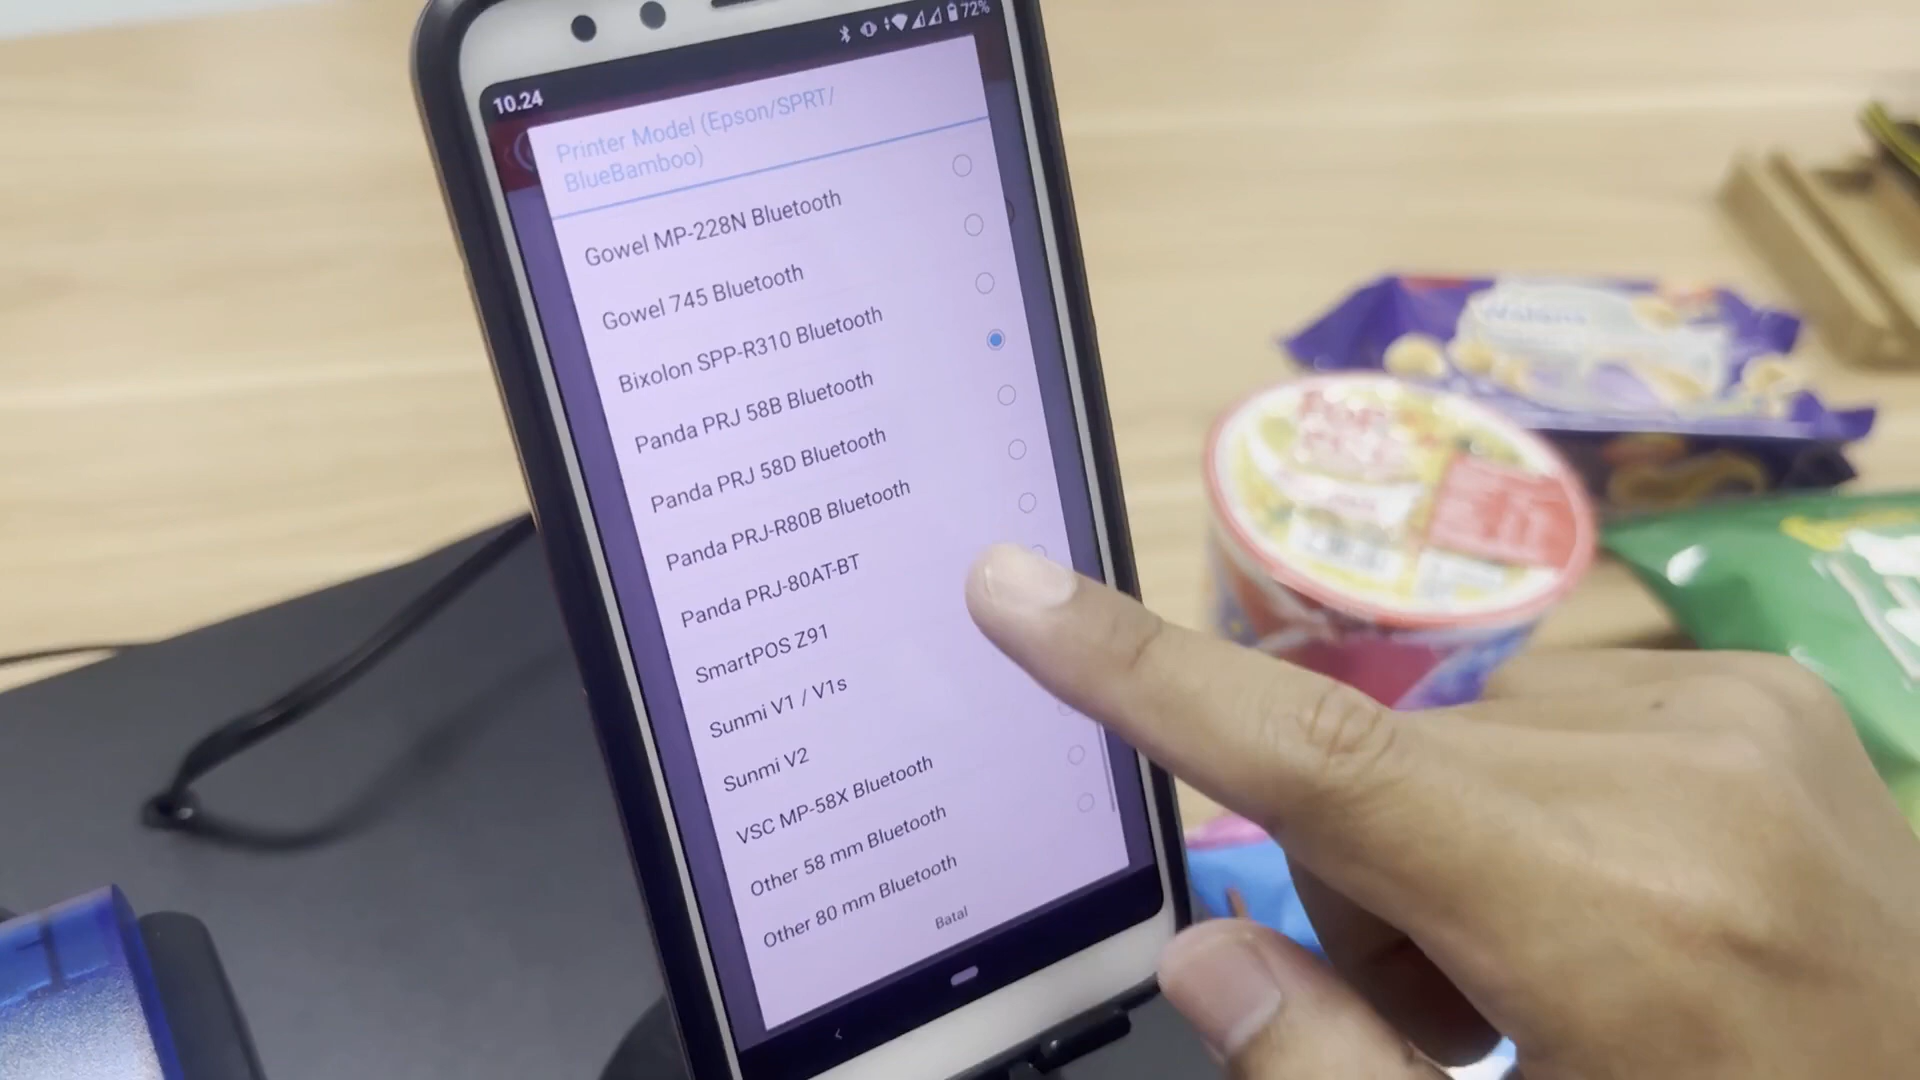 10.24
72%
Printer Model (Epson/SPRT/
BlueBamboo)
Gowel MP-228N Bluetooth
Gowel 745 Bluetooth
Bixolon SPP-R310 Bluetooth
Panda PRJ 58B Bluetooth
Panda PRJ 58D Bluetooth
Panda PRJ-R80B Bluetooth
Panda PRJ-80AT-BT
SmartPOS Z91
Sunmi V1 / V1s
Sunmi V2
VSC MP-58X Bluetooth
Other 58 mm Bluetooth
Other 80 mm Bluetooth
Batal